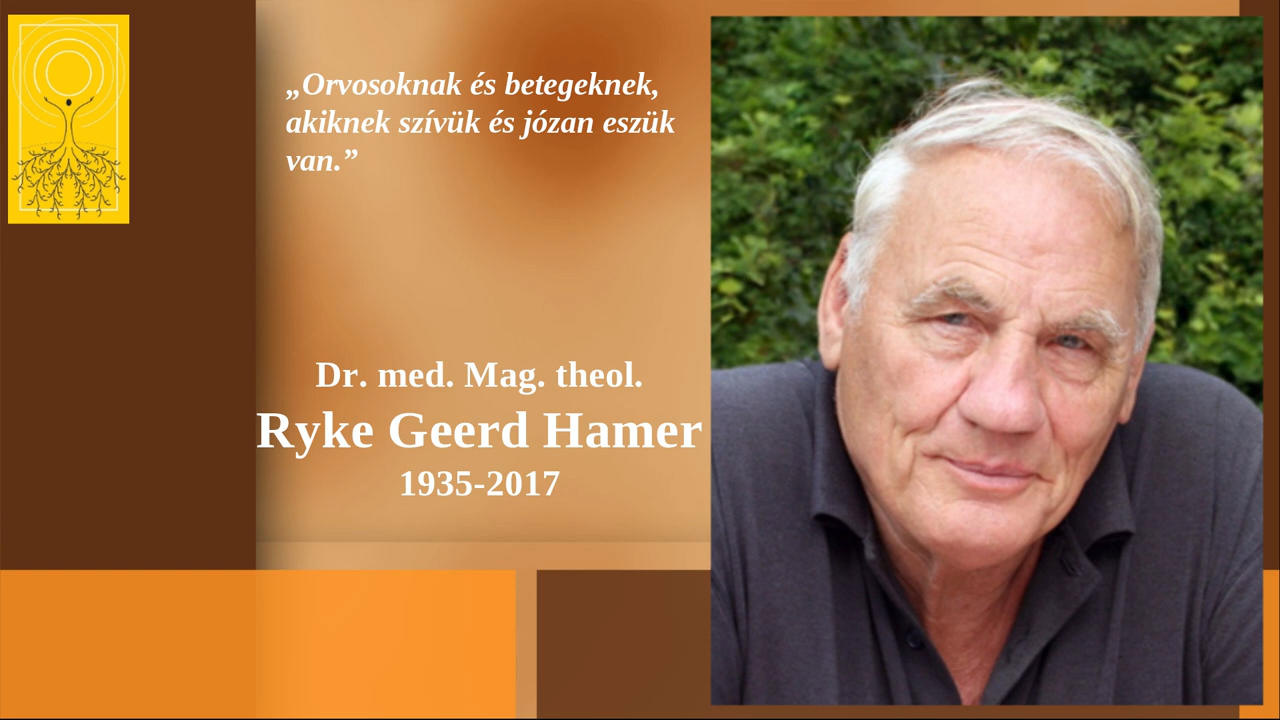 „Orvosoknak és betegeknek,
akiknek szívük és józan eszük
van.”
Dr. med. Mag. theol.
Ryke Geerd Hamer
1935-2017